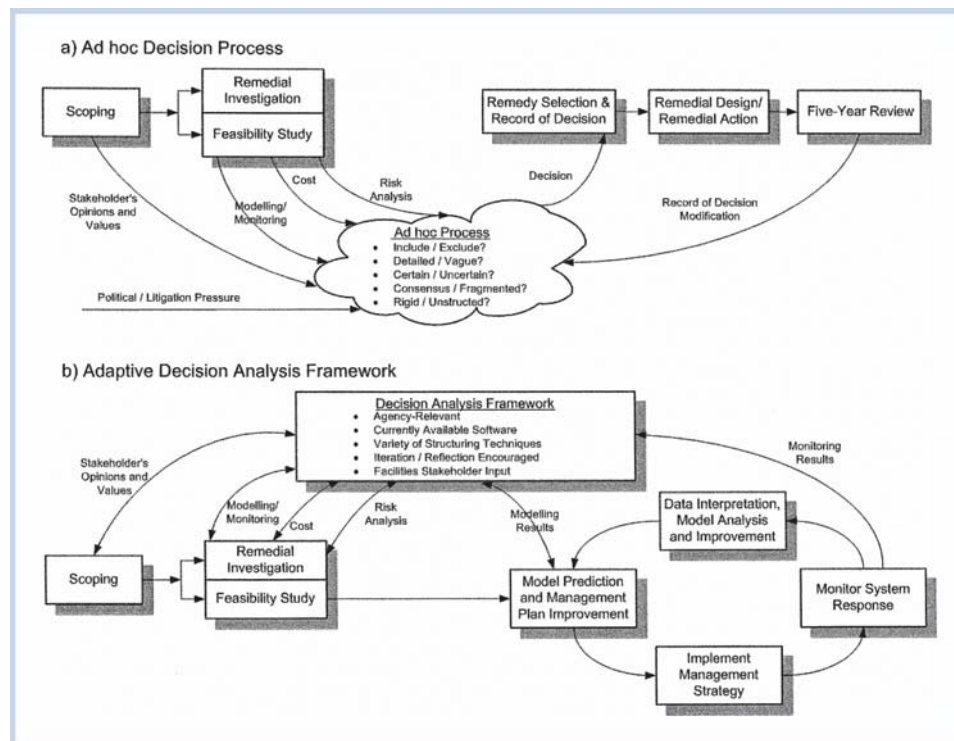 a) Ad hoc Decision Process
Scoping
Remedial
Investigation
Feasibility Study
Remedy Selection &
Record of Decision
Remedial Design/
Remedial Action
Five-Year Review
Stakeholder's
Opinions and
Values
Modelling/
Monitoring
Cost
Risk
Analysis
Decision
Record of Decision
Modification
Ad hoc Process
• Include / Exclude?
• Detailed / Vague?
• Certain / Uncertain?
• Consensus / Fragmented?
• Rigid / Unstructed?
Political / Litigation Pressure
b) Adaptive Decision Analysis Framework
Decision Analysis Framework
• Agency-Relevant
• Currently Available Software
• Variety of Structuring Techniques
• Iteration / Reflection Encouraged
• Facilities Stakeholder Input
Stakeholder's
Opinions and
Values
Modelling/
Monitoring
Cost
Risk
Analysis
Modelling
Results
Monitoring
Results
Data Interpretation,
Model Analysis
and Improvement
Scoping
Remedial
Investigation
Feasibility Study
Model Prediction
and Management
Plan Improvement
Monitor System
Response
Implement
Management
Strategy